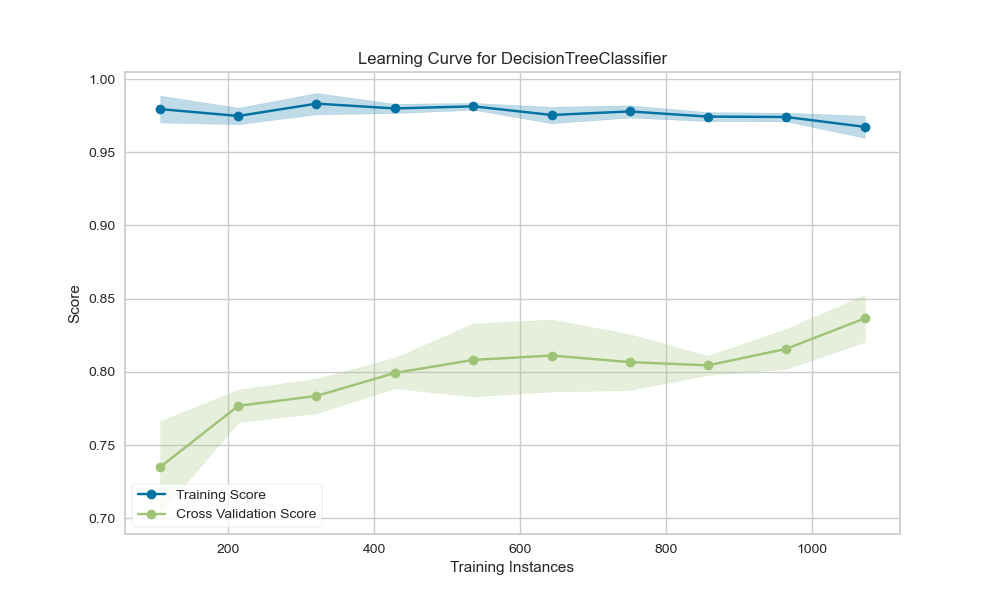 Learning Curve for DecisionTreeClassifier
1.00
0.95
0.90
0.85
0.80
0.75
0.70
Score
Training Score
Cross Validation Score
200 400 600 800 1000
Training Instances